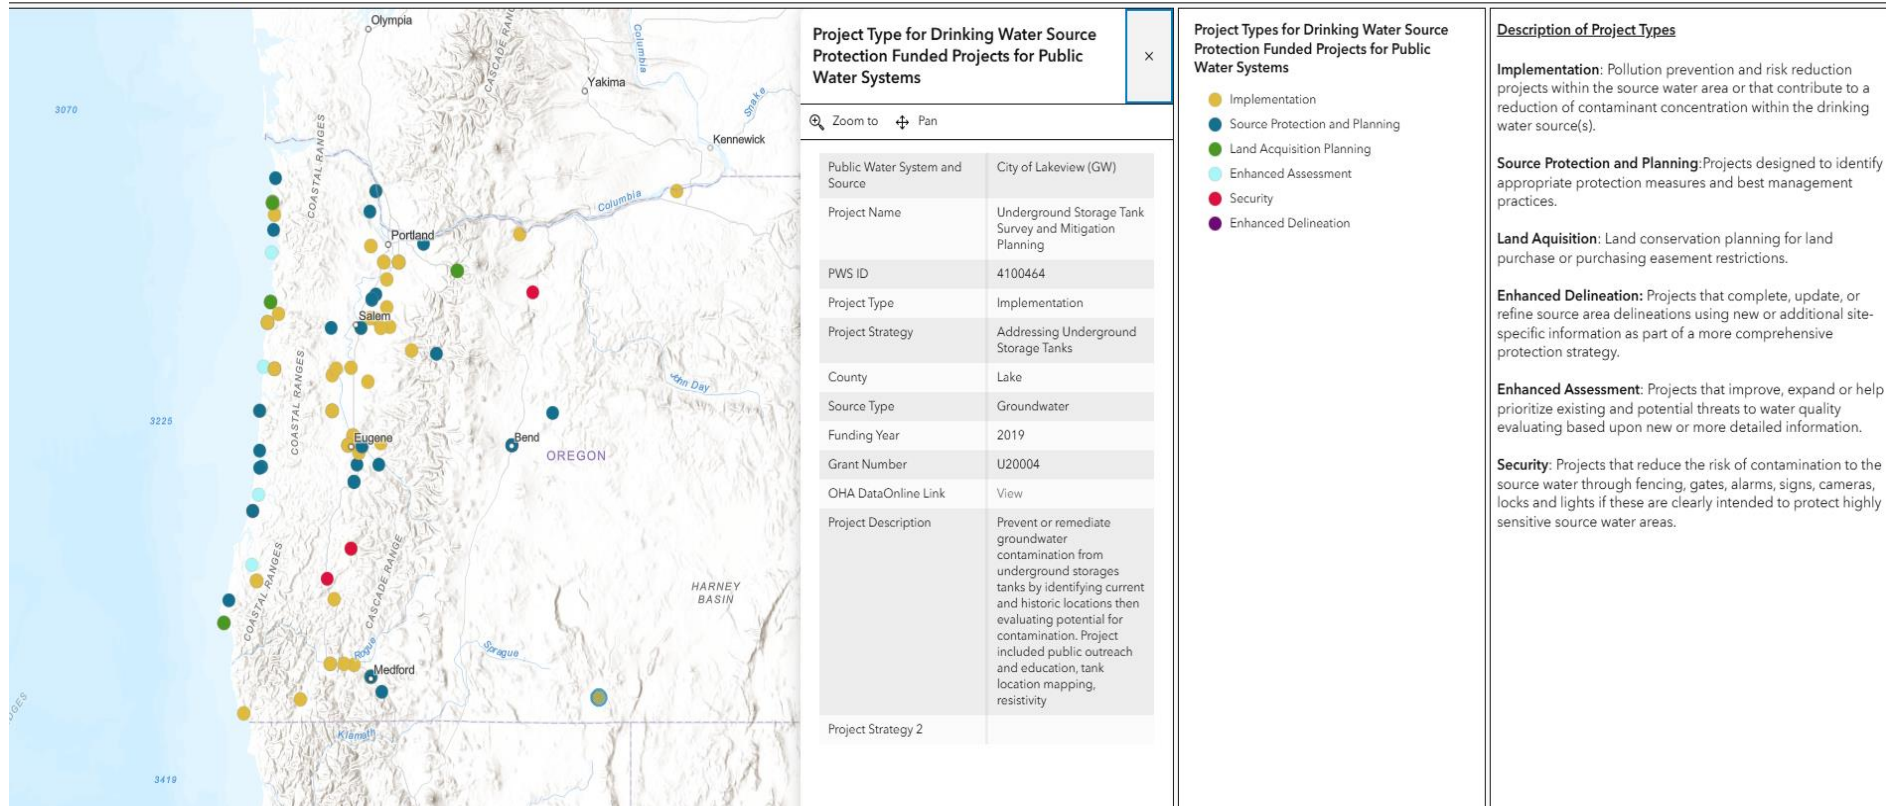 Olympia
CASCADE RANGE
Columbia
Yakima
Snake
3070
Kennewick
COASTAL RANGES
Columbia
Portland
Salem
COASTAL RANGES
John Day
3225
Eugene
Bend
OREGON
COASTAL RANGES
CASCADE RANGE
HARNEY
BASIN
Rogue
Sprague
Medford
Klamath
3419
Project Type for Drinking Water Source
Protection Funded Projects for Public
Water Systems
×
Zoom to Pan
Public Water System and
Source
City of Lakeview (GW)
Project Name
Underground Storage Tank
Survey and Mitigation
Planning
PWS ID
4100464
Project Type
Implementation
Project Strategy
Addressing Underground
Storage Tanks
County
Lake
Source Type
Groundwater
Funding Year
2019
Grant Number
U20004
OHA DataOnline Link
View
Project Description
Prevent or remediate
groundwater
contamination from
underground storages
tanks by identifying current
and historic locations then
evaluating potential for
contamination. Project
included public outreach
and education, tank
location mapping,
resistivity
Project Strategy 2
Project Types for Drinking Water Source
Protection Funded Projects for Public
Water Systems
Implementation
Source Protection and Planning
Land Acquisition Planning
Enhanced Assessment
Security
Enhanced Delineation
Description of Project Types
Implementation: Pollution prevention and risk reduction
projects within the source water area or that contribute to a
reduction of contaminant concentration within the drinking
water source(s).
Source Protection and Planning:Projects designed to identify
appropriate protection measures and best management
practices.
Land Aquisition: Land conservation planning for land
purchase or purchasing easement restrictions.
Enhanced Delineation: Projects that complete, update, or
refine source area delineations using new or additional site-
specific information as part of a more comprehensive
protection strategy.
Enhanced Assessment: Projects that improve, expand or help
prioritize existing and potential threats to water quality
evaluating based upon new or more detailed information.
Security: Projects that reduce the risk of contamination to the
source water through fencing, gates, alarms, signs, cameras,
locks and lights if these are clearly intended to protect highly
sensitive source water areas.